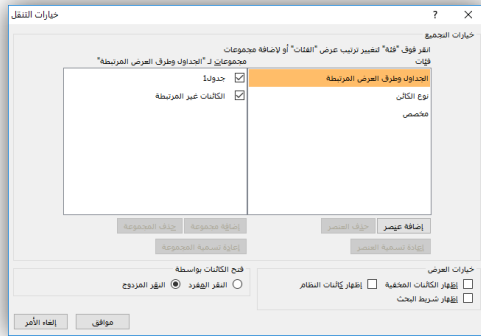 خيارات التنقل
خيارات التجميع
انقر فوق "فئة" لتغيير ترتيب عرض "الفئات" أو لإضافة مجموعات
فئات
مجموعات لـ "الجداول وطرق العرض المرتبطة"
الجداول وطرق العرض المرتبطة
نوع الكائن
مخصص
جدول1
الكائنات غير المرتبطة
إضافة عنصر
حذف العنصر
إضافة مجموعة
حذف المجموعة
إعادة تسمية العنصر
إعادة تسمية المجموعة
خيارات العرض
إظهار الكائنات المخفية
إظهار كائنات النظام
إظهار شريط البحث
فتح الكائنات بواسطة
النقر المفرد
النقر المزدوج
موافق
إلغاء الأمر